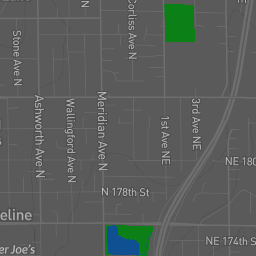 Stone Ave N
Corliss Ave N
Ashworth Ave N
Wallingford Ave N
Meridian Ave N
1st Ave NE
3rd Ave NE
NE 180
N 178th St
eline
NE 174th S
er Joe's